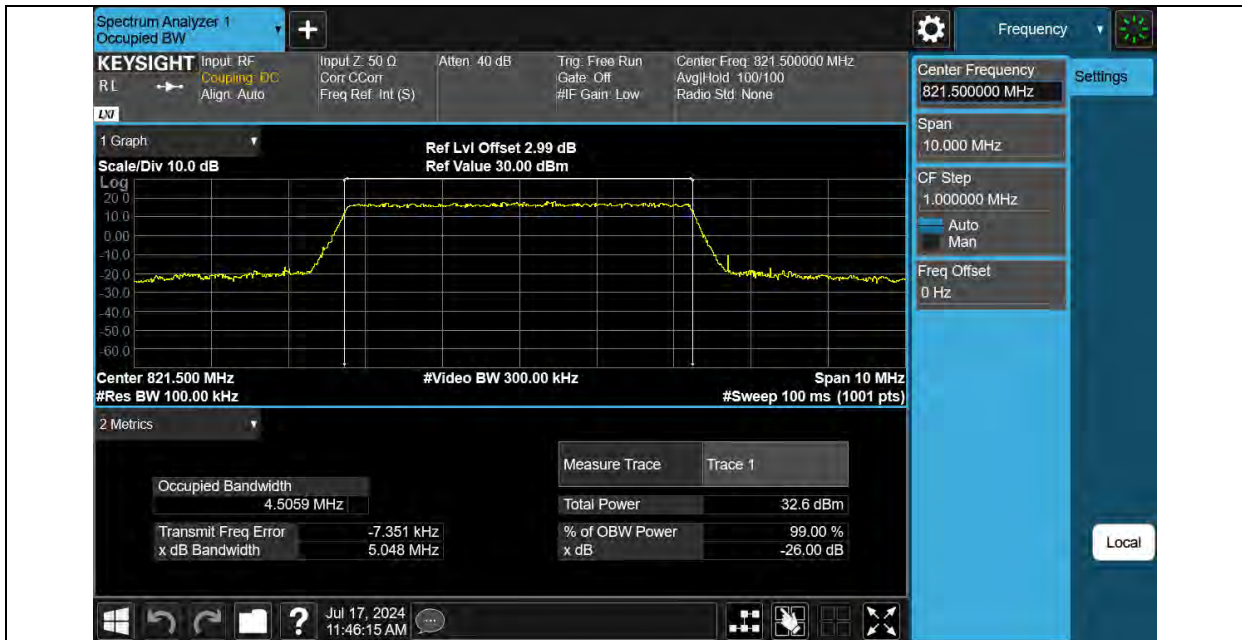 Spectrum Analyzer 1
Occupied BW
Frequency
KEYSIGHT
R L
LXI
Input: RF
Coupling: DC
Align: Auto
Input Z: 50 Ω
Corr CCorr
Freq Ref: Int (S)
Atten: 40 dB
Trig: Free Run
Gate: Off
#IF Gain: Low
Center Freq: 821.500000 MHz
Avg|Hold: 100/100
Radio Std: None
Center Frequency
821.500000 MHz
Settings
Span
10.000 MHz
CF Step
1.000000 MHz
Auto
Man
Freq Offset
0 Hz
Local
1 Graph
Scale/Div 10.0 dB
Ref Lvl Offset 2.99 dB
Ref Value 30.00 dBm
Log
20.0
10.0
0.00
-10.0
-20.0
-30.0
-40.0
-50.0
-60.0
Center 821.500 MHz
#Video BW 300.00 kHz
Span 10 MHz
#Res BW 100.00 kHz
#Sweep 100 ms (1001 pts)
2 Metrics
Measure Trace Trace 1
Occupied Bandwidth
4.5059 MHz
Total Power 32.6 dBm
Transmit Freq Error -7.351 kHz
% of OBW Power 99.00 %
x dB Bandwidth 5.048 MHz
x dB -26.00 dB
?
Jul 17, 2024
11:46:15 AM